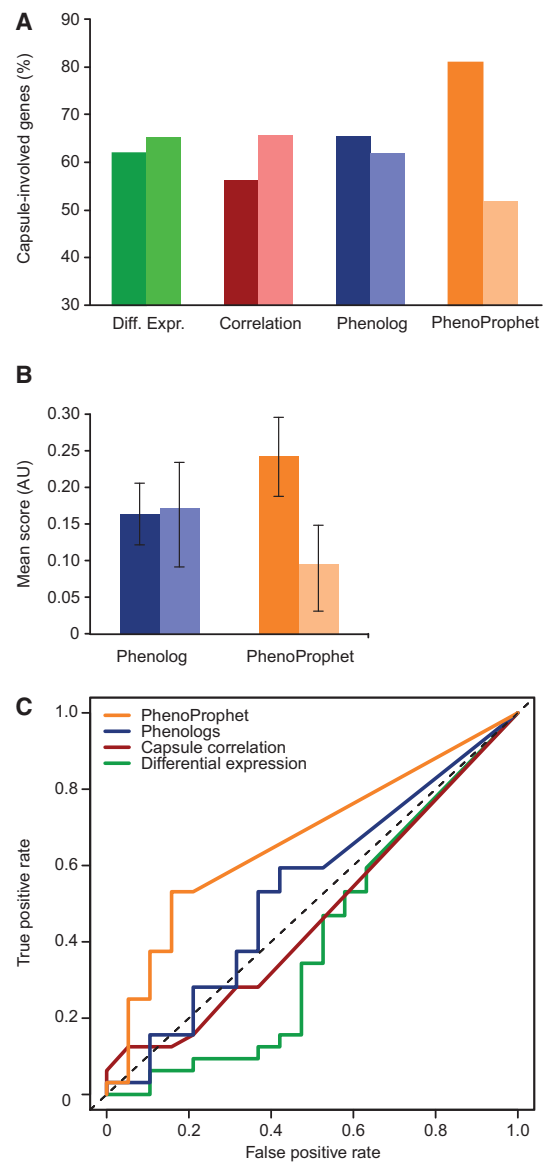 A
Capsule-involved genes (%)
90
80
70
60
50
40
30
Diff. Expr.
Correlation
Phenolog
PhenoProphet
B
Mean score (AU)
0.30
0.25
0.20
0.15
0.10
0.05
0
Phenolog
PhenoProphet
C
PhenoProphet
Phenologs
Capsule correlation
Differential expression
True positive rate
1.0
0.8
0.6
0.4
0.2
0
0
0.2
0.4
0.6
0.8
1.0
False positive rate